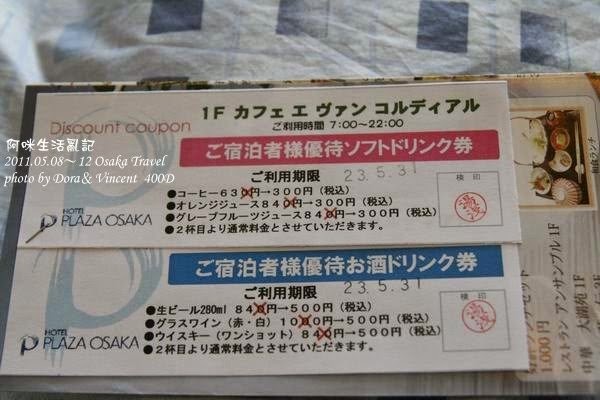 1F カフェ エ ヴァン コルディアル
Discount coupon
ご利用時間 7:00～22:00
ご宿泊者様優待ソフトドリンク券
ご利用期限
23.5.31
検印
●コーヒー630円→300円（税込）
●オレンジジュース840円→300円（税込）
●グレープフルーツジュース840円→300円（税込）
●2杯目より通常料金とさせていただきます。
HOTEL
PLAZA OSAKA
阿咪生活亂記
2011.05.08～ 12 Osaka Travel
photo by Dora & Vincent 400D
ご宿泊者様優待お酒ドリンク券
ご利用期限
23.5.31
検印
●生ビール280ml 840円→500円（税込）
●グラスワイン（赤・白）1000円→500円（税込）
●ウイスキー（ワンショット）840円→500円（税込）
●2杯目より通常料金とさせていただきます。
HOTEL
PLAZA OSAKA
1,000円
レストラン アンサンブル 1F
中華 大湖苑 1F